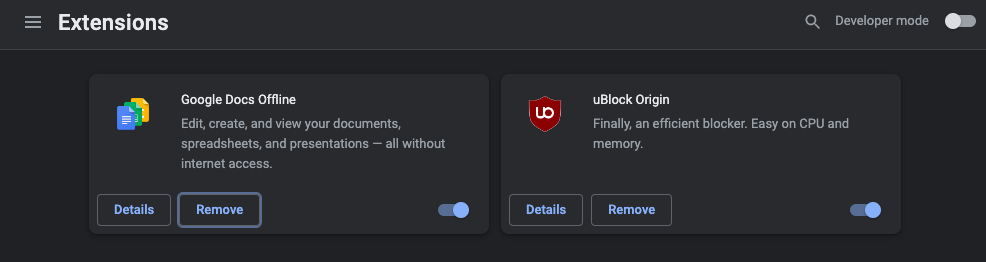 Extensions
Developer mode
Google Docs Offline
Edit, create, and view your documents,
spreadsheets, and presentations — all without
internet access.
Details
Remove
uBlock Origin
Finally, an efficient blocker. Easy on CPU and
memory.
Details
Remove